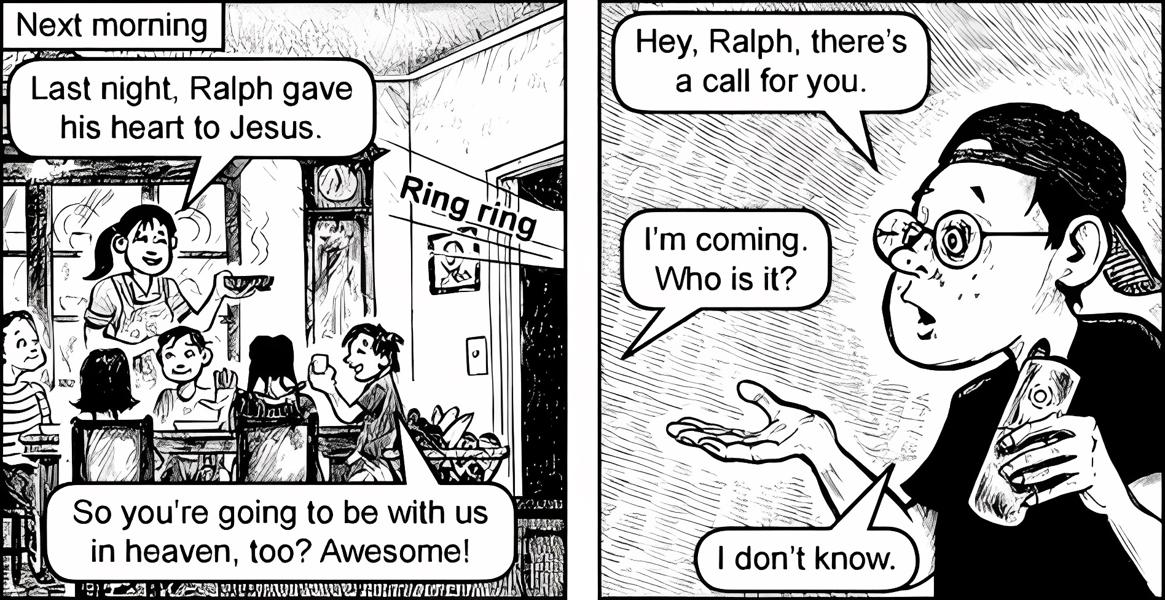 Next morning
Last night, Ralph gave
his heart to Jesus.
Ring ring
So you're going to be with us
in heaven, too? Awesome!
Hey, Ralph, there's
a call for you.
I'm coming.
Who is it?
I don't know.